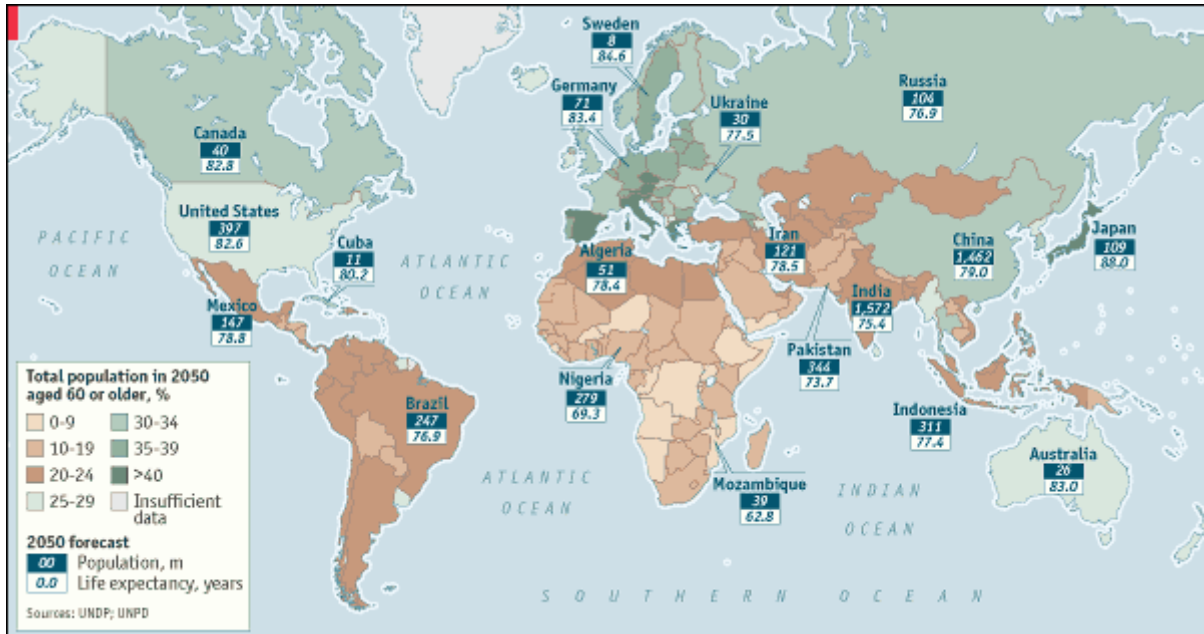 Sweden
8
84.6
Germany
71
83.4
Ukraine
30
77.5
Russia
104
76.9
Canada
40
82.8
United States
397
82.6
Cuba
11
80.2
Mexico
147
78.8
PACIFIC
OCEAN
ATLANTIC
OCEAN
Algeria
51
78.4
Iran
121
78.5
China
1,462
79.0
Japan
109
88.0
India
1,572
75.4
Pakistan
344
73.7
Nigeria
279
69.3
Brazil
247
76.9
Indonesia
311
77.4
Australia
26
83.0
Mozambique
39
62.8
ATLANTIC
OCEAN
INDIAN
OCEAN
SOUTHERN OCEAN
Total population in 2050
aged 60 or older, %
0-9
10-19
20-24
25-29
30-34
35-39
>40
Insufficient
data
2050 forecast
00 Population, m
0.0 Life expectancy, years
Sources: UNDP; UNPD